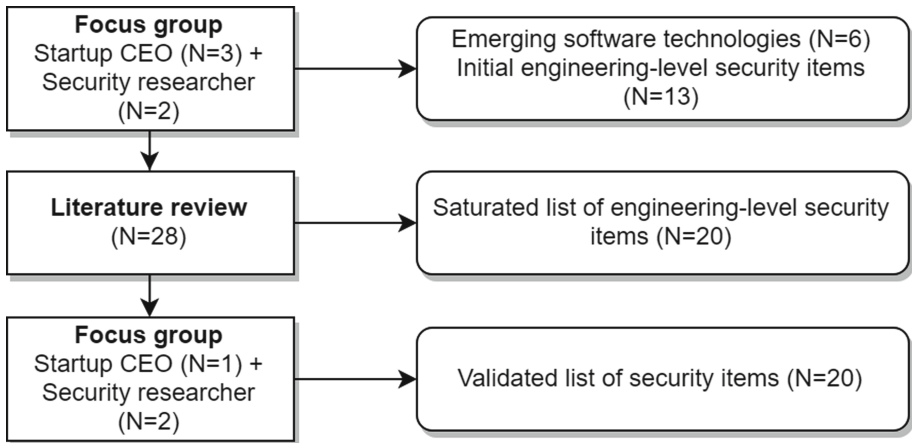 Focus group
Startup CEO (N=3) +
Security researcher
(N=2)
Emerging software technologies (N=6)
Initial engineering-level security items
(N=13)
Literature review
(N=28)
Saturated list of engineering-level security
items (N=20)
Focus group
Startup CEO (N=1) +
Security researcher
(N=2)
Validated list of security items (N=20)